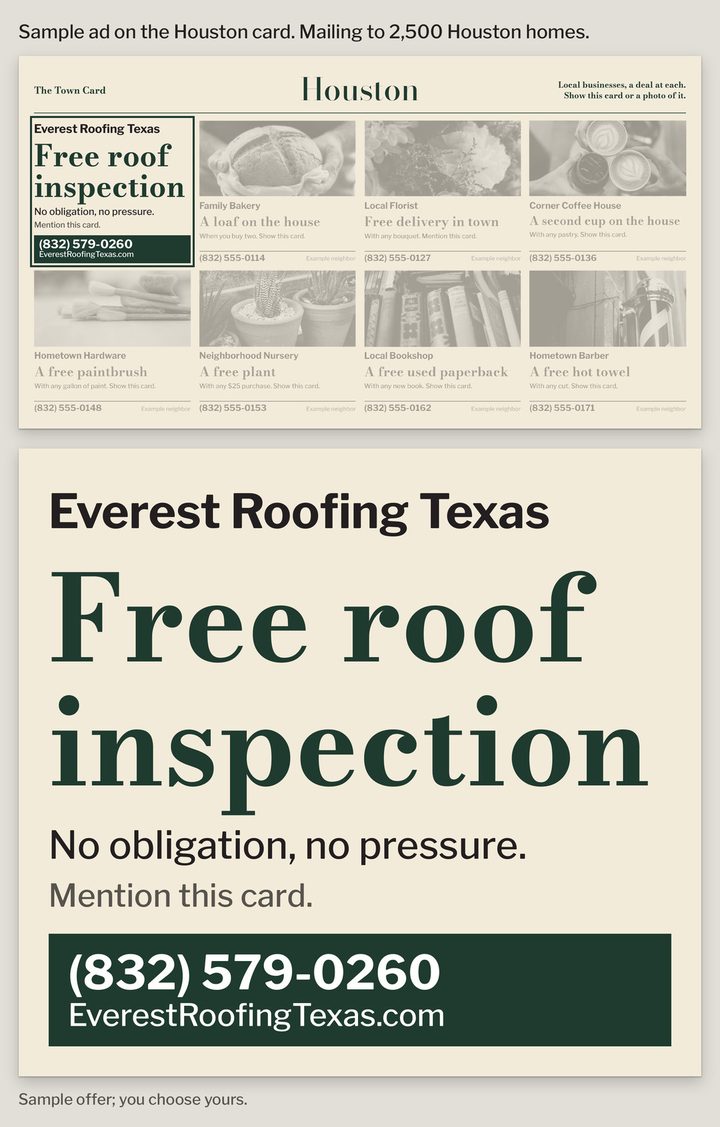 Sample ad on the Houston card. Mailing to 2,500 Houston homes.
The Town Card
Houston
Local businesses, a deal at each.
Show this card or a photo of it.
Everest Roofing Texas
Free roof
inspection
No obligation, no pressure.
Mention this card.
(832) 579-0260
EverestRoofingTexas.com
Family Bakery
A loaf on the house
When you buy two. Show this card.
(832) 555-0114
Example neighbor
Local Florist
Free delivery in town
With any bouquet. Mention this card.
(832) 555-0127
Example neighbor
Corner Coffee House
A second cup on the house
With any pastry. Show this card.
(832) 555-0136
Example neighbor
Hometown Hardware
A free paintbrush
With any gallon of paint. Show this card.
(832) 555-0148
Example neighbor
Neighborhood Nursery
A free plant
With any $25 purchase. Show this card.
(832) 555-0153
Example neighbor
Local Bookshop
A free used paperback
With any new book. Show this card.
(832) 555-0162
Example neighbor
Hometown Barber
A free hot towel
With any cut. Show this card.
(832) 555-0171
Example neighbor
Everest Roofing Texas
Free roof
inspection
No obligation, no pressure.
Mention this card.
(832) 579-0260
EverestRoofingTexas.com
Sample offer; you choose yours.